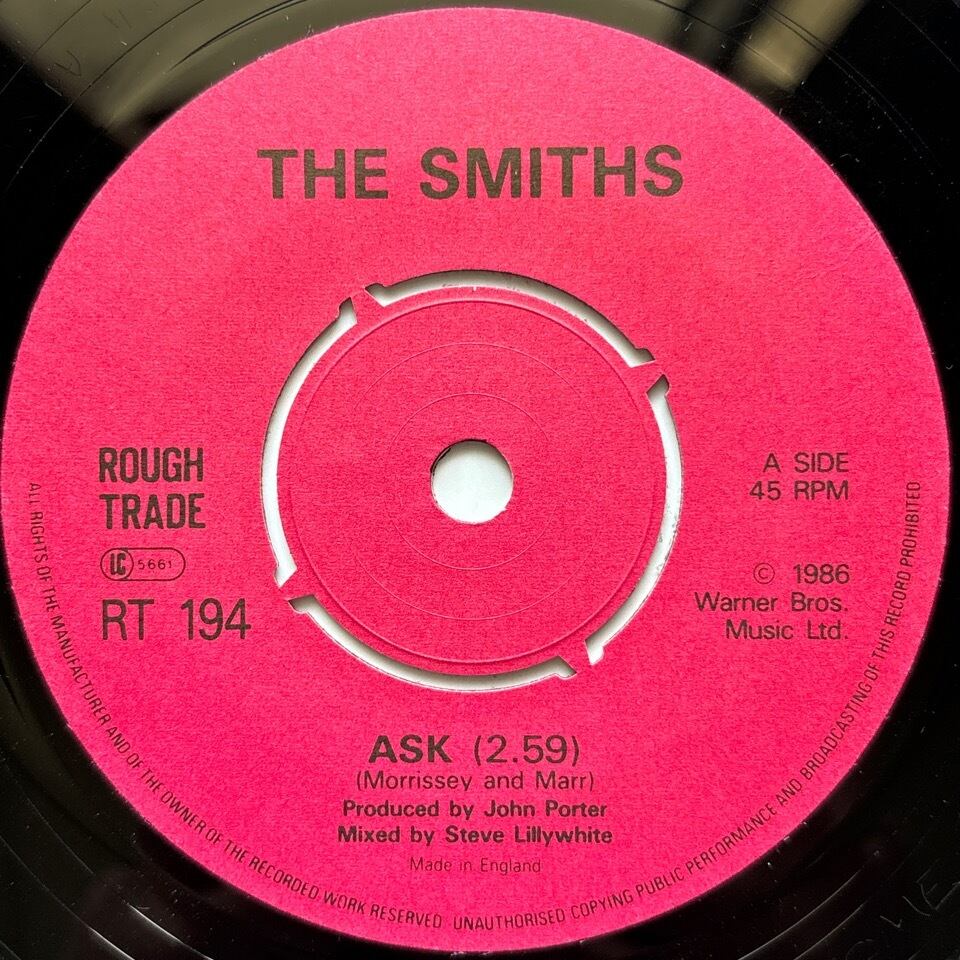 THE SMITHS
ROUGH
TRADE
LC 5661
RT 194
A SIDE
45 RPM
© 1986
Warner Bros.
Music Ltd.
ASK (2.59)
(Morrissey and Marr)
Produced by John Porter
Mixed by Steve Lillywhite
Made in England
ALL RIGHTS OF THE MANUFACTURER AND OF THE OWNER OF THE RECORDED WORK RESERVED UNAUTHORISED COPYING PUBLIC PERFORMANCE AND BROADCASTING OF THIS RECORD PROHIBITED